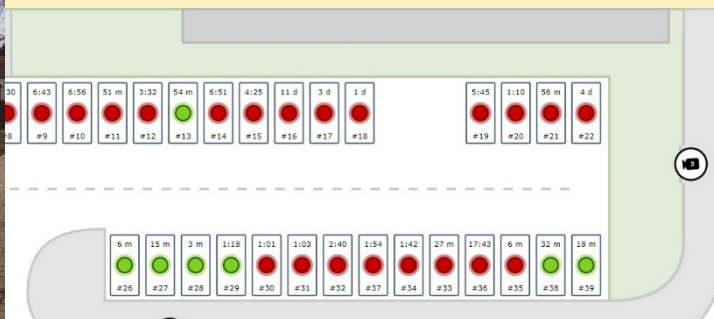 30 6:43 6:56 51 m 3:32 54 m 6:51 4:25 11 d 3 d 1 d 5:45 1:10 56 m 4 d
#8 #9 #10 #11 #12 #13 #14 #15 #16 #17 #18 #19 #20 #21 #22
3
6 m 15 m 3 m 1:18 1:01 1:03 2:40 1:54 1:42 27 m 17:43 6 m 32 m 18 m
#26 #27 #28 #29 #30 #31 #32 #37 #34 #33 #36 #35 #38 #39